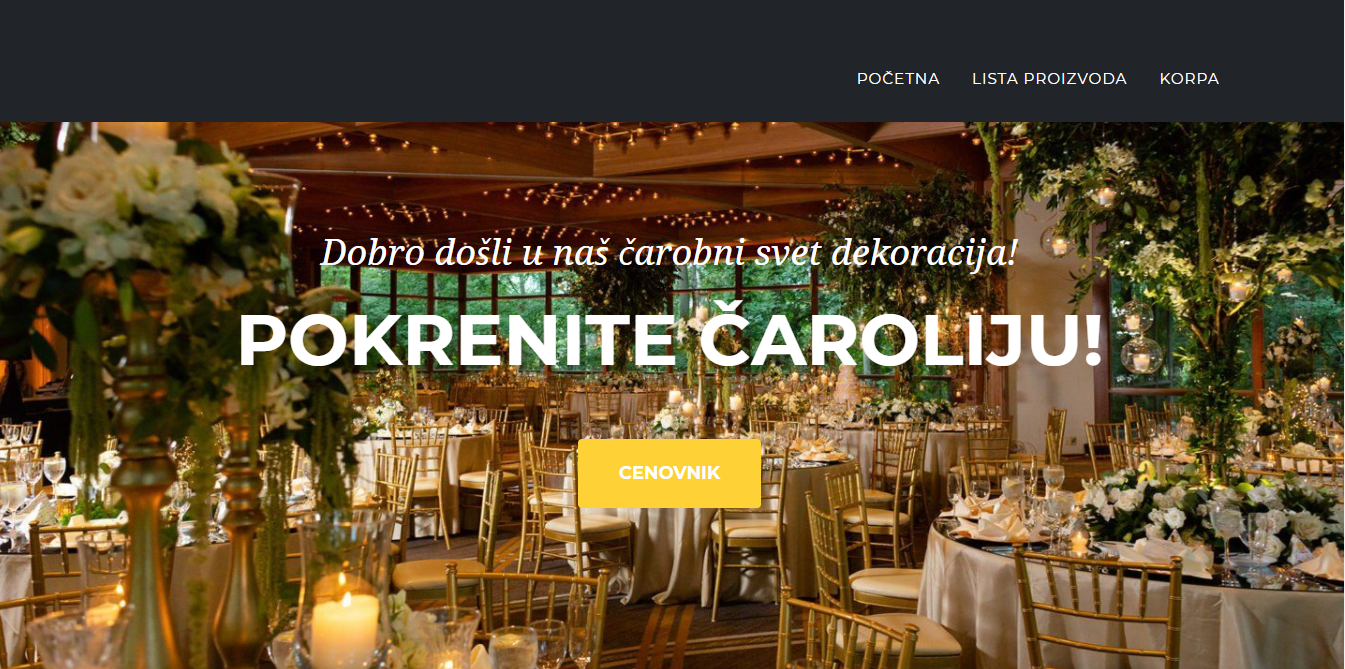 POČETNA LISTA PROIZVODA KORPA
Dobro došli u naš čarobni svet dekoracija!
POKRENITE ČAROLIJU!
CENOVNIK